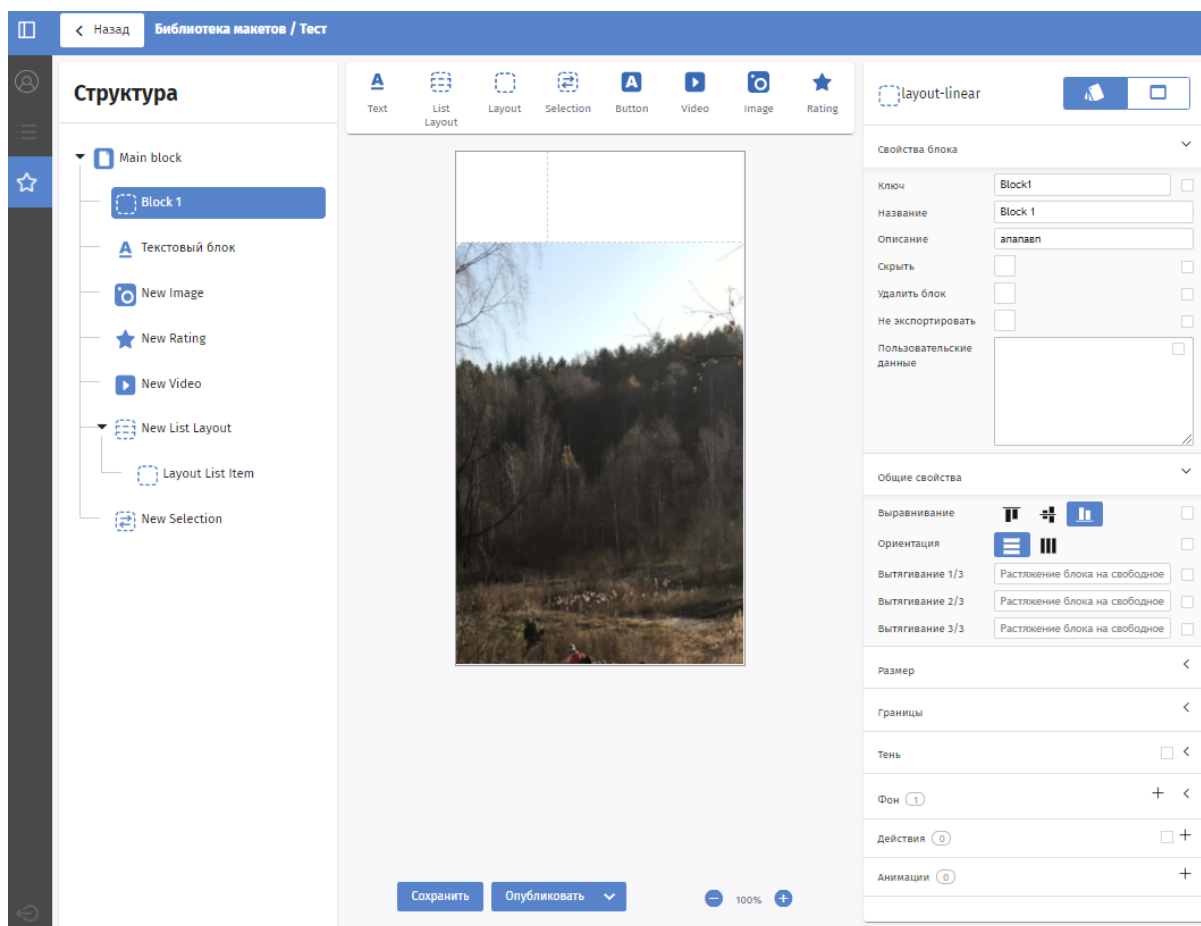 Назад
Библиотека макетов / Тест
Структура
Main block
Block 1
Текстовый блок
New Image
New Rating
New Video
New List Layout
Layout List Item
New Selection
Text
List
Layout
Layout
Selection
Button
Video
Image
Rating
Сохранить
Опубликовать
100%
layout-linear
Свойства блока
Ключ
Block1
Название
Block 1
Описание
апапавп
Скрыть
Удалить блок
Не экспортировать
Пользовательские
данные
Общие свойства
Выравнивание
Ориентация
Вытягивание 1/3
Растяжение блока на свободное
Вытягивание 2/3
Растяжение блока на свободное
Вытягивание 3/3
Растяжение блока на свободное
Размер
Границы
Тень
Фон 1
Действия 0
Анимации 0